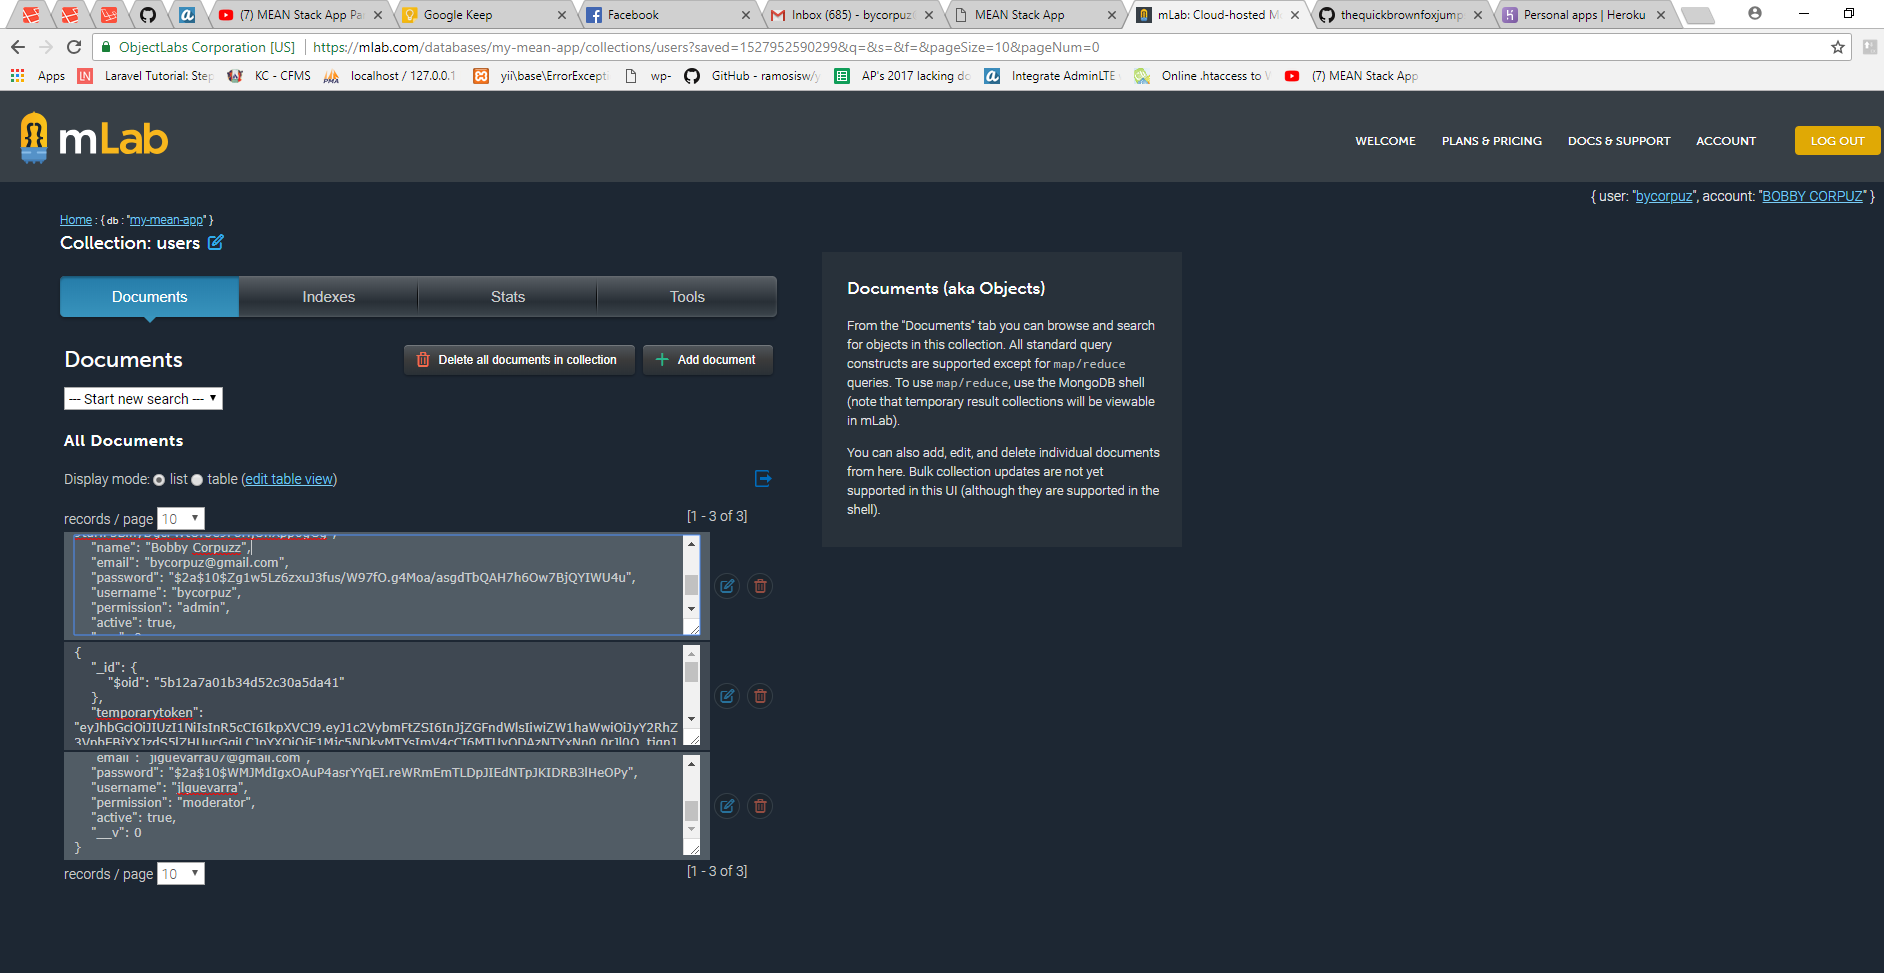 (7) MEAN Stack App Pa
Google Keep
Facebook
Inbox (685) - bycorpuz
MEAN Stack App
mLab: Cloud-hosted M
thequickbrownfoxjump
Personal apps | Heroku
ObjectLabs Corporation [US]
https://mlab.com/databases/my-mean-app/collections/users?saved=1527952590299&q=&s=&f=&pageSize=10&pageNum=0
Apps
Laravel Tutorial: Step
KC - CFMS
localhost / 127.0.0.1
yii\base\ErrorExcept
wp-
GitHub - ramosisw/y
AP's 2017 lacking do
Integrate AdminLTE
Online .htaccess to
(7) MEAN Stack App
mLab
WELCOME
PLANS & PRICING
DOCS & SUPPORT
ACCOUNT
LOG OUT
{ user: "bycorpuz", account: "BOBBY CORPUZ" }
Home : { db : "my-mean-app" }
Collection: users
Documents
Indexes
Stats
Tools
Documents
Delete all documents in collection
Add document
--- Start new search ---
All Documents
Display mode: list table (edit table view)
records / page 10
[1 - 3 of 3]
"name": "Bobby Corpuzz",
"email": "bycorpuz@gmail.com",
"password": "$2a$10$Zg1w5Lz6zxuJ3fus/W97fO.g4Moa/asgdTbQAH7h6Ow7BjQYIWU4u",
"username": "bycorpuz",
"permission": "admin",
"active": true,
{
"_id": {
"$oid": "5b12a7a01b34d52c30a5da41"
},
"temporarytoken":
"eyJhbGciOiJIUzI1NiIsInR5cCI6IkpXVCJ9.eyJ1c2VybmFtZSI6InJjZGFndWlsIiwiZW1haWwiOiJyY2RhZ
"email": "jlguevarra07@gmail.com",
"password": "$2a$10$WMJMdIgxOAuP4asrYYqEI.reWRmEmTLDpJIEdNTpJKIDRB3lHeOPy",
"username": "jlguevarra",
"permission": "moderator",
"active": true,
"__v": 0
}
records / page 10
[1 - 3 of 3]
Documents (aka Objects)
From the "Documents" tab you can browse and search
for objects in this collection. All standard query
constructs are supported except for map/reduce
queries. To use map/reduce, use the MongoDB shell
(note that temporary result collections will be viewable
in mLab).
You can also add, edit, and delete individual documents
from here. Bulk collection updates are not yet
supported in this UI (although they are supported in the
shell).